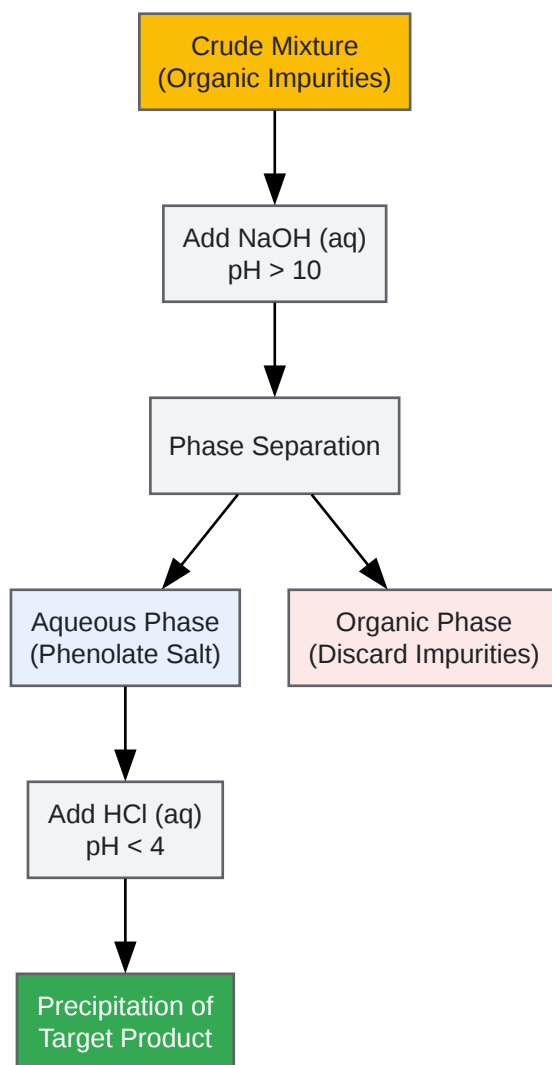 Crude Mixture
(Organic Impurities)
Add NaOH (aq)
pH > 10
Phase Separation
Aqueous Phase
(Phenolate Salt)
Organic Phase
(Discard Impurities)
Add HCl (aq)
pH < 4
Precipitation of
Target Product